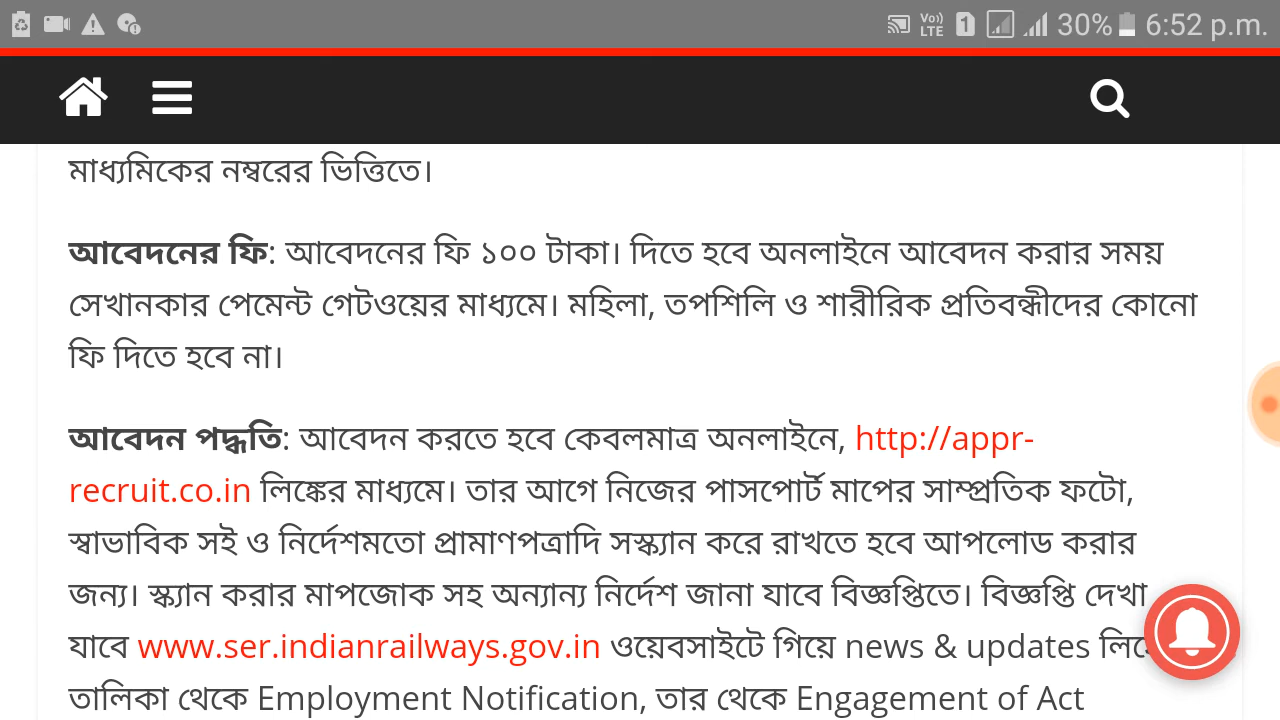 Vo)) LTE 1 30% 6:52 p.m.
মাধ্যমিকের নম্বরের ভিত্তিতে।
আবেদনের ফি: আবেদনের ফি ১০০ টাকা। দিতে হবে অনলাইনে আবেদন করার সময়
সেখানকার পেমেন্ট গেটওয়ের মাধ্যমে। মহিলা, তপশিলি ও শারীরিক প্রতিবন্ধীদের কোনো
ফি দিতে হবে না।
আবেদন পদ্ধতি: আবেদন করতে হবে কেবলমাত্র অনলাইনে, http://appr-
recruit.co.in লিঙ্কের মাধ্যমে। তার আগে নিজের পাসপোর্ট মাপের সাম্প্রতিক ফটো,
স্বাভাবিক সই ও নির্দেশমতো প্রামাণপত্রাদি সস্ক্যান করে রাখতে হবে আপলোড করার
জন্য। স্ক্যান করার মাপজোক সহ অন্যান্য নির্দেশ জানা যাবে বিজ্ঞপ্তিতে। বিজ্ঞপ্তি দেখা
যাবে www.ser.indianrailways.gov.in ওয়েবসাইটে গিয়ে news & updates
তালিকা থেকে Employment Notification, তার থেকে Engagement of Act